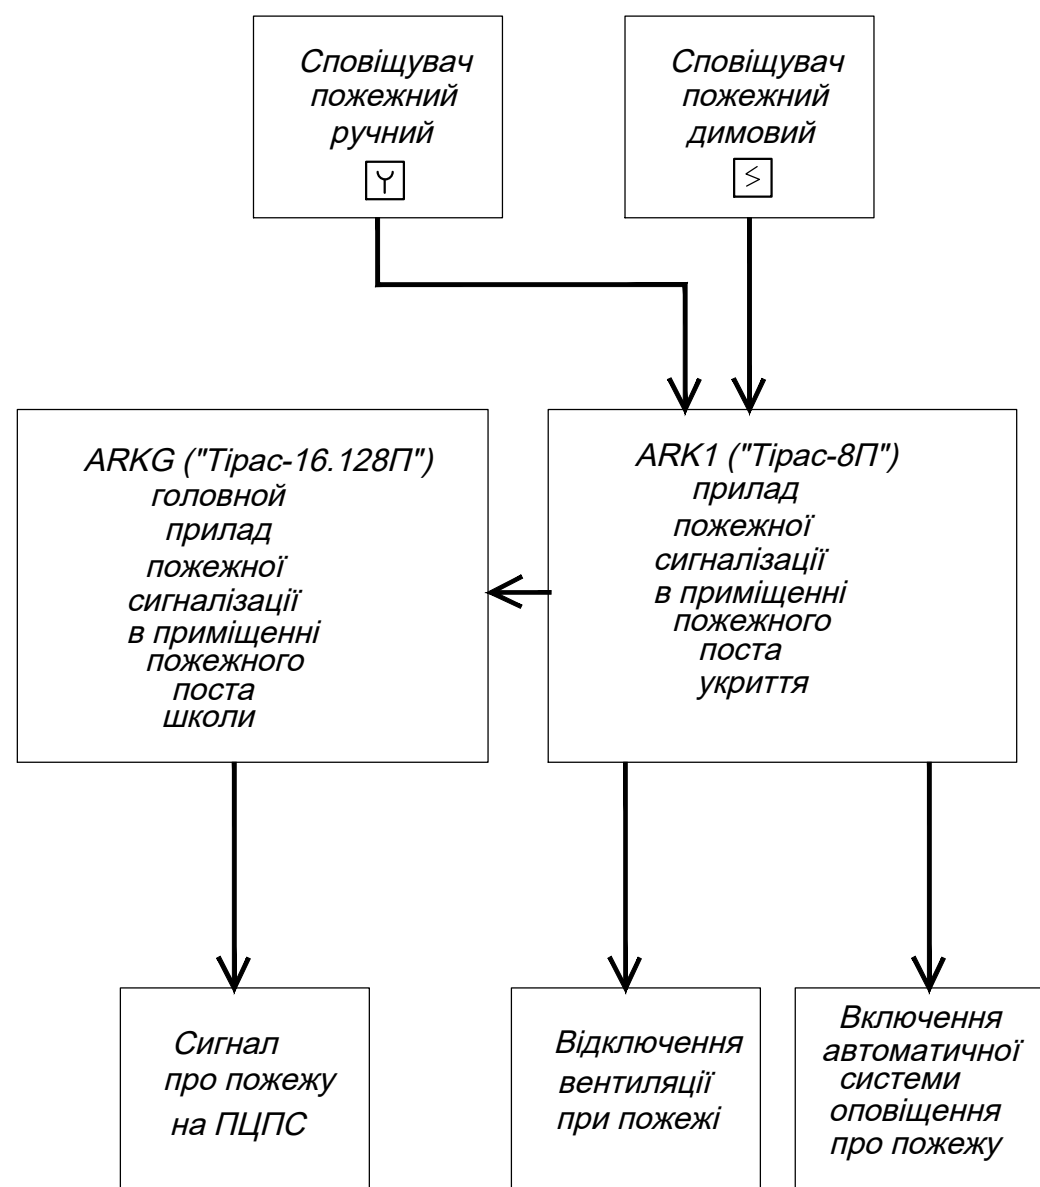 Сповіщувач
пожежний
ручний
Сповіщувач
пожежний
димовий
ARKG ("Тірас-16.128П")
головной
прилад
пожежної
сигналізації
в приміщенні
пожежного
поста
школи
ARK1 ("Тірас-8П")
прилад
пожежної
сигналізації
в приміщенні
пожежного
поста
укриття
Сигнал
про пожежу
на ПЦПС
Відключення
вентиляції
при пожежі
Включення
автоматичної
системи
оповіщення
про пожежу